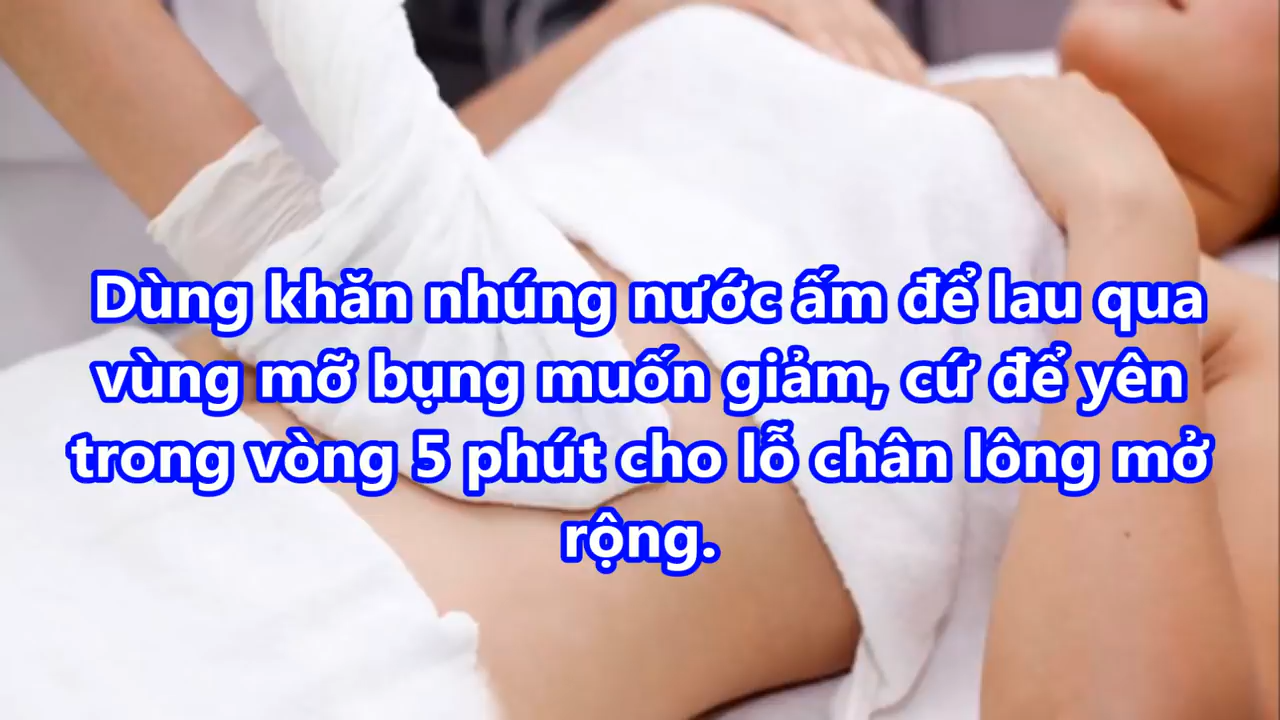 Dùng khăn nhúng nước ấm để lau qua
vùng mỡ bụng muốn giảm, cứ để yên
trong vòng 5 phút cho lỗ chân lông mở
rộng.